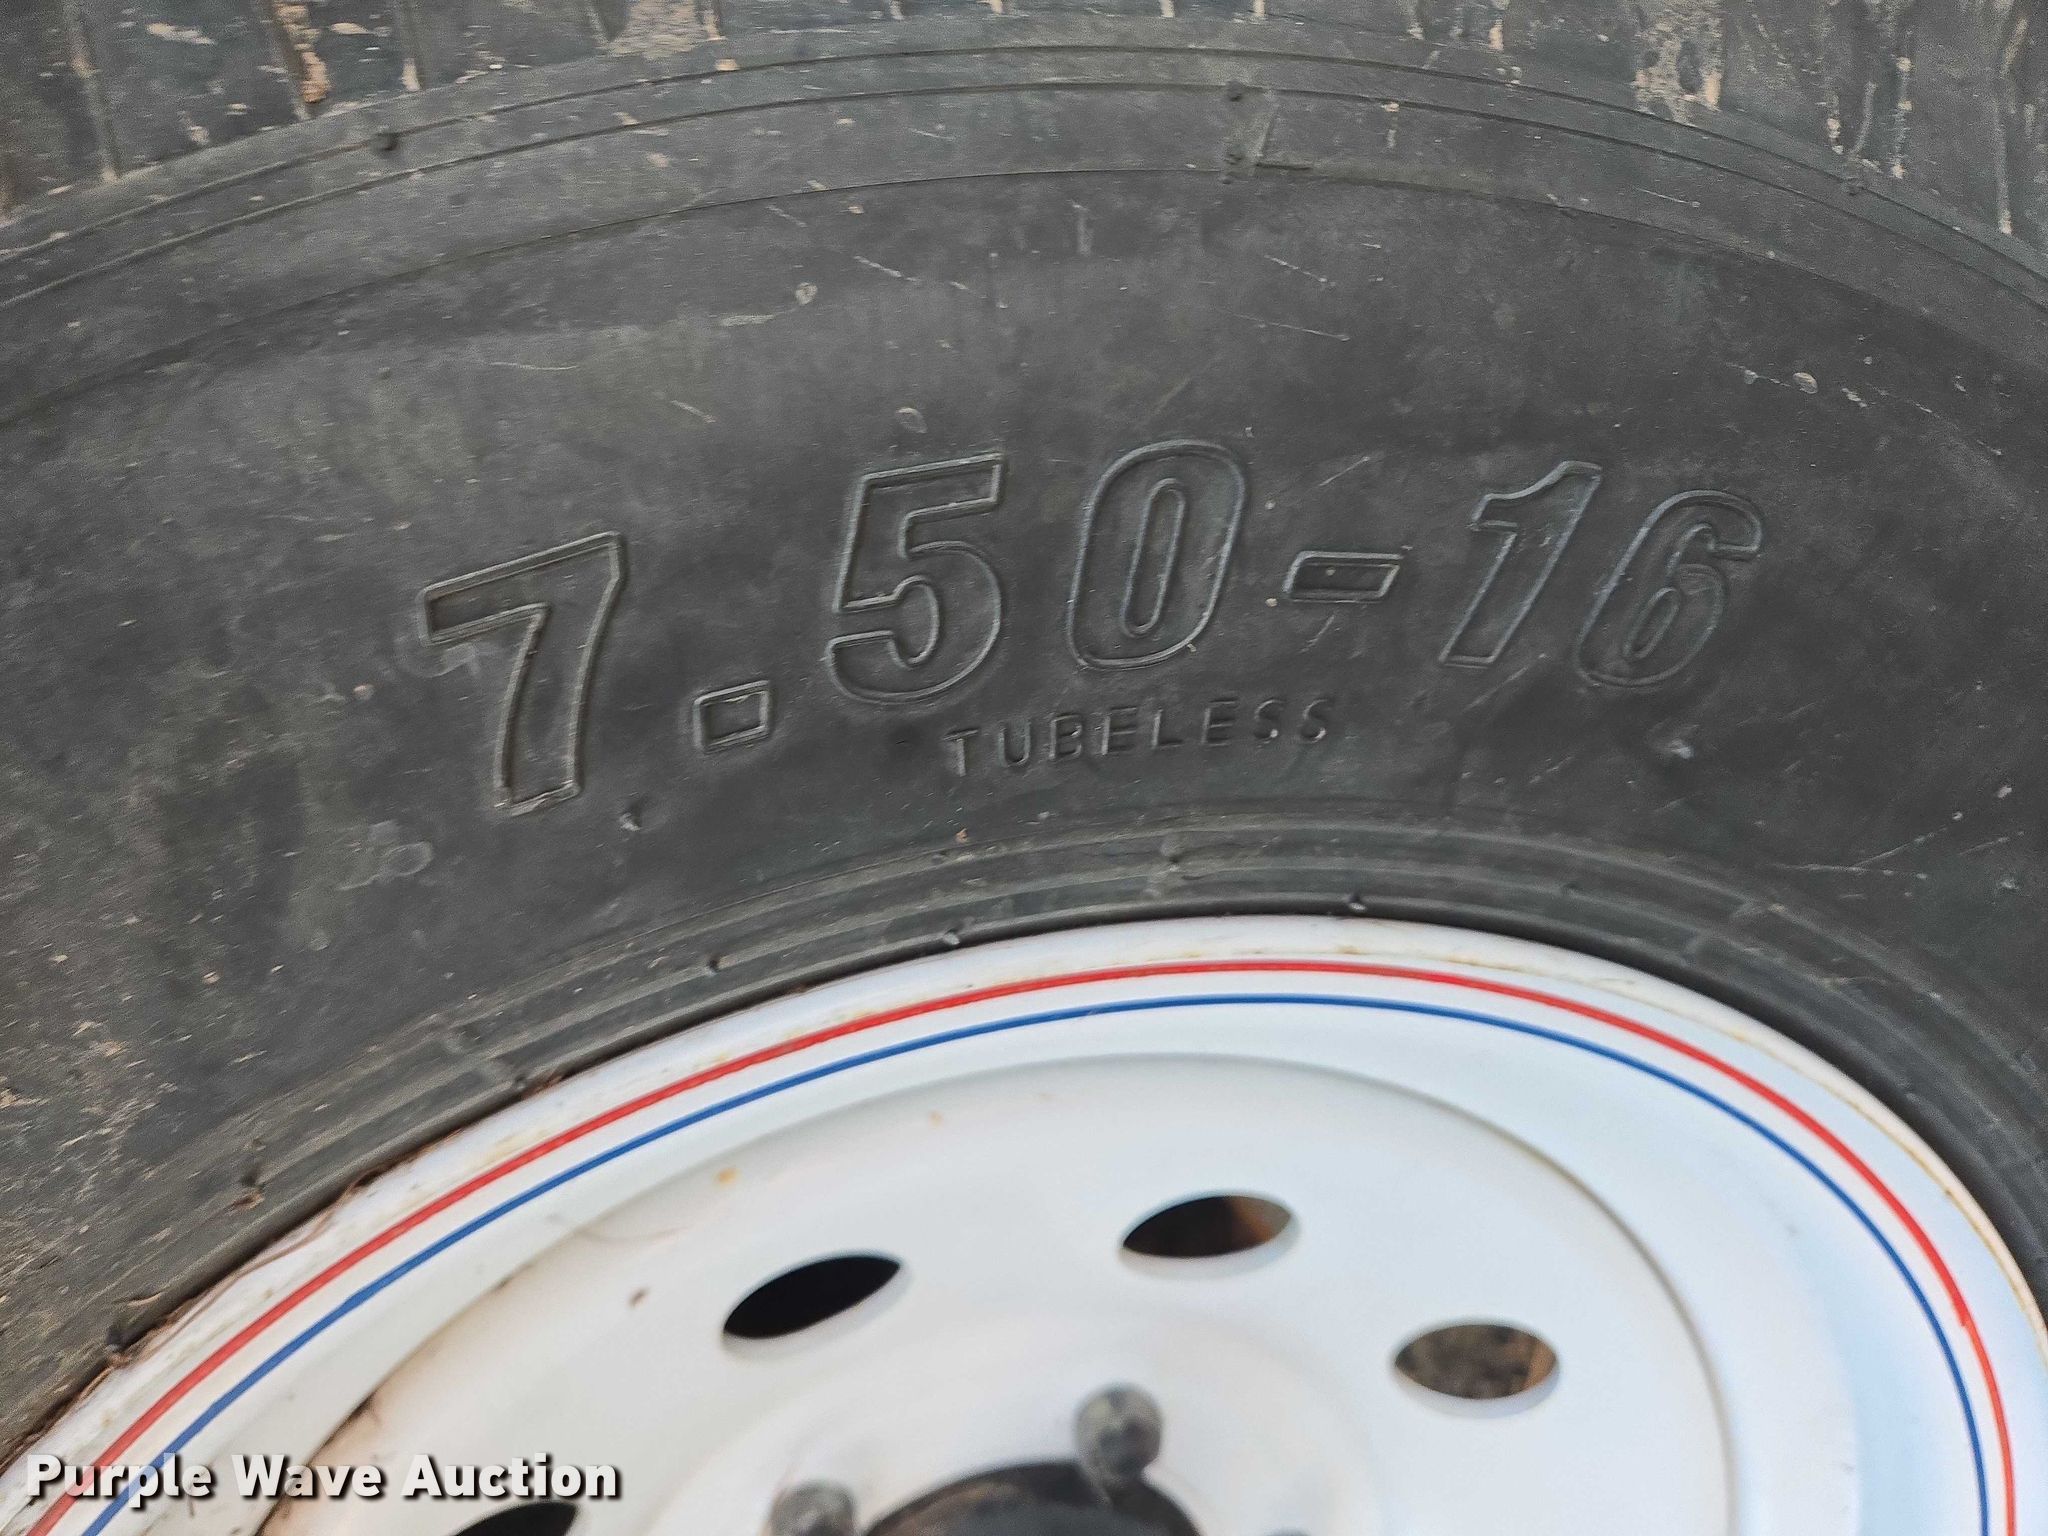 7.50-16
TUBELESS
Purple Wave Auction